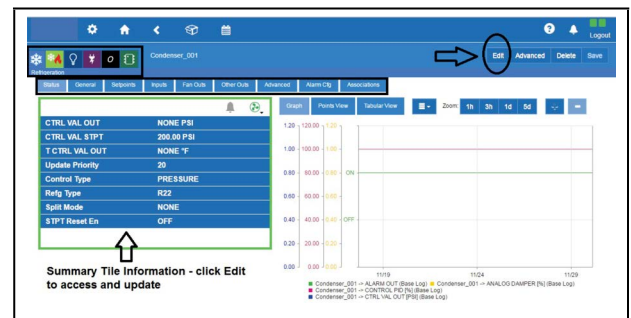 Logout
Condenser_001
Edit Advanced Delete Save
Refrigeration
Status General Setpoints Inputs Fan Outs Other Outs Advanced Alarm Cfg Associations
Graph Points View Tabular View Zoom: 1h 3h 1d 5d
CTRL VAL OUT NONE PSI
CTRL VAL STPT 200.00 PSI
T CTRL VAL OUT NONE °F
Update Priority 20
Control Type PRESSURE
Refg Type R22
Split Mode NONE
STPT Reset En OFF
1.20 120.00 1.20
1.00 100.00 1.00
0.80 80.00 0.80 ON
0.60 60.00 0.60
0.40 40.00 0.40 OFF
0.20 20.00 0.20
0.00 0.00 0.00
11/19 11/24 11/29
Condenser_001 -> ALARM OUT (Base Log) Condenser_001 -> ANALOG DAMPER [%] (Base Log)
Condenser_001 -> CONTROL PID [%] (Base Log)
Condenser_001 -> CTRL VAL OUT [PSI] (Base Log)
Summary Tile Information - click Edit
to access and update